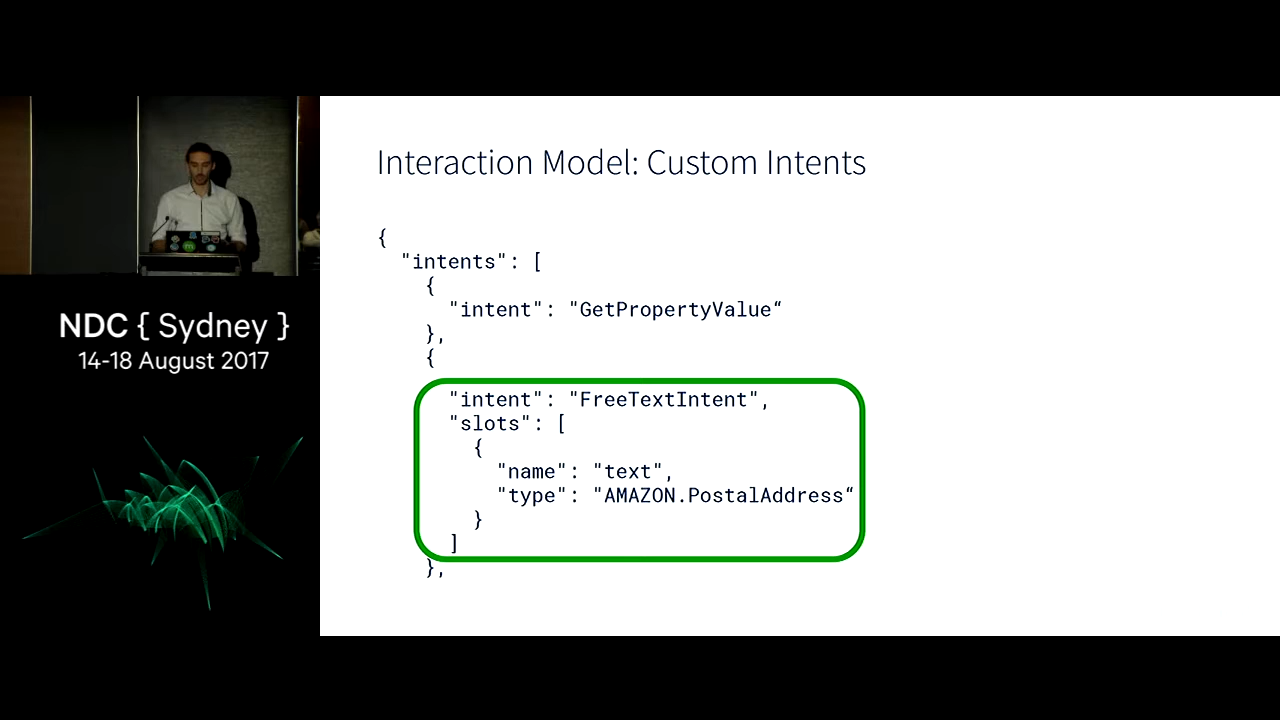 NDC { Sydney }
14-18 August 2017
Interaction Model: Custom Intents
{
"intents": [
{
"intent": "GetPropertyValue“
},
{
"intent": "FreeTextIntent",
"slots": [
{
"name": "text",
"type": "AMAZON.PostalAddress“
}
]
},